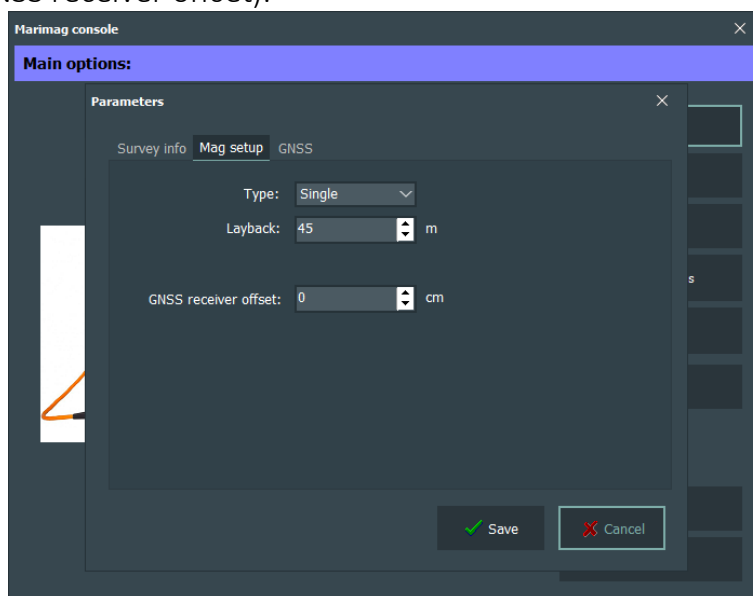 Marimag console
Main options:
Parameters
Survey info Mag setup GNSS
Type: Single
Layback: 45 m
s
GNSS receiver offset: 0 cm
Save Cancel